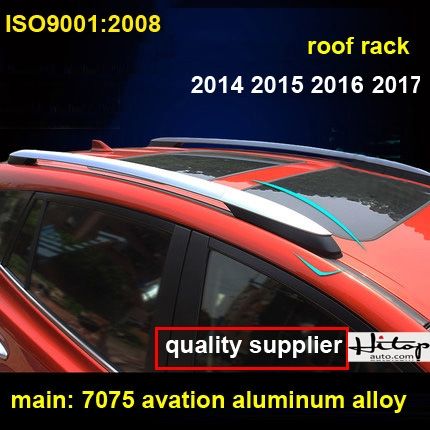 ISO9001:2008
roof rack
2014 2015 2016 2017
quality supplier
Hitop
auto.com
main: 7075 avation aluminum alloy